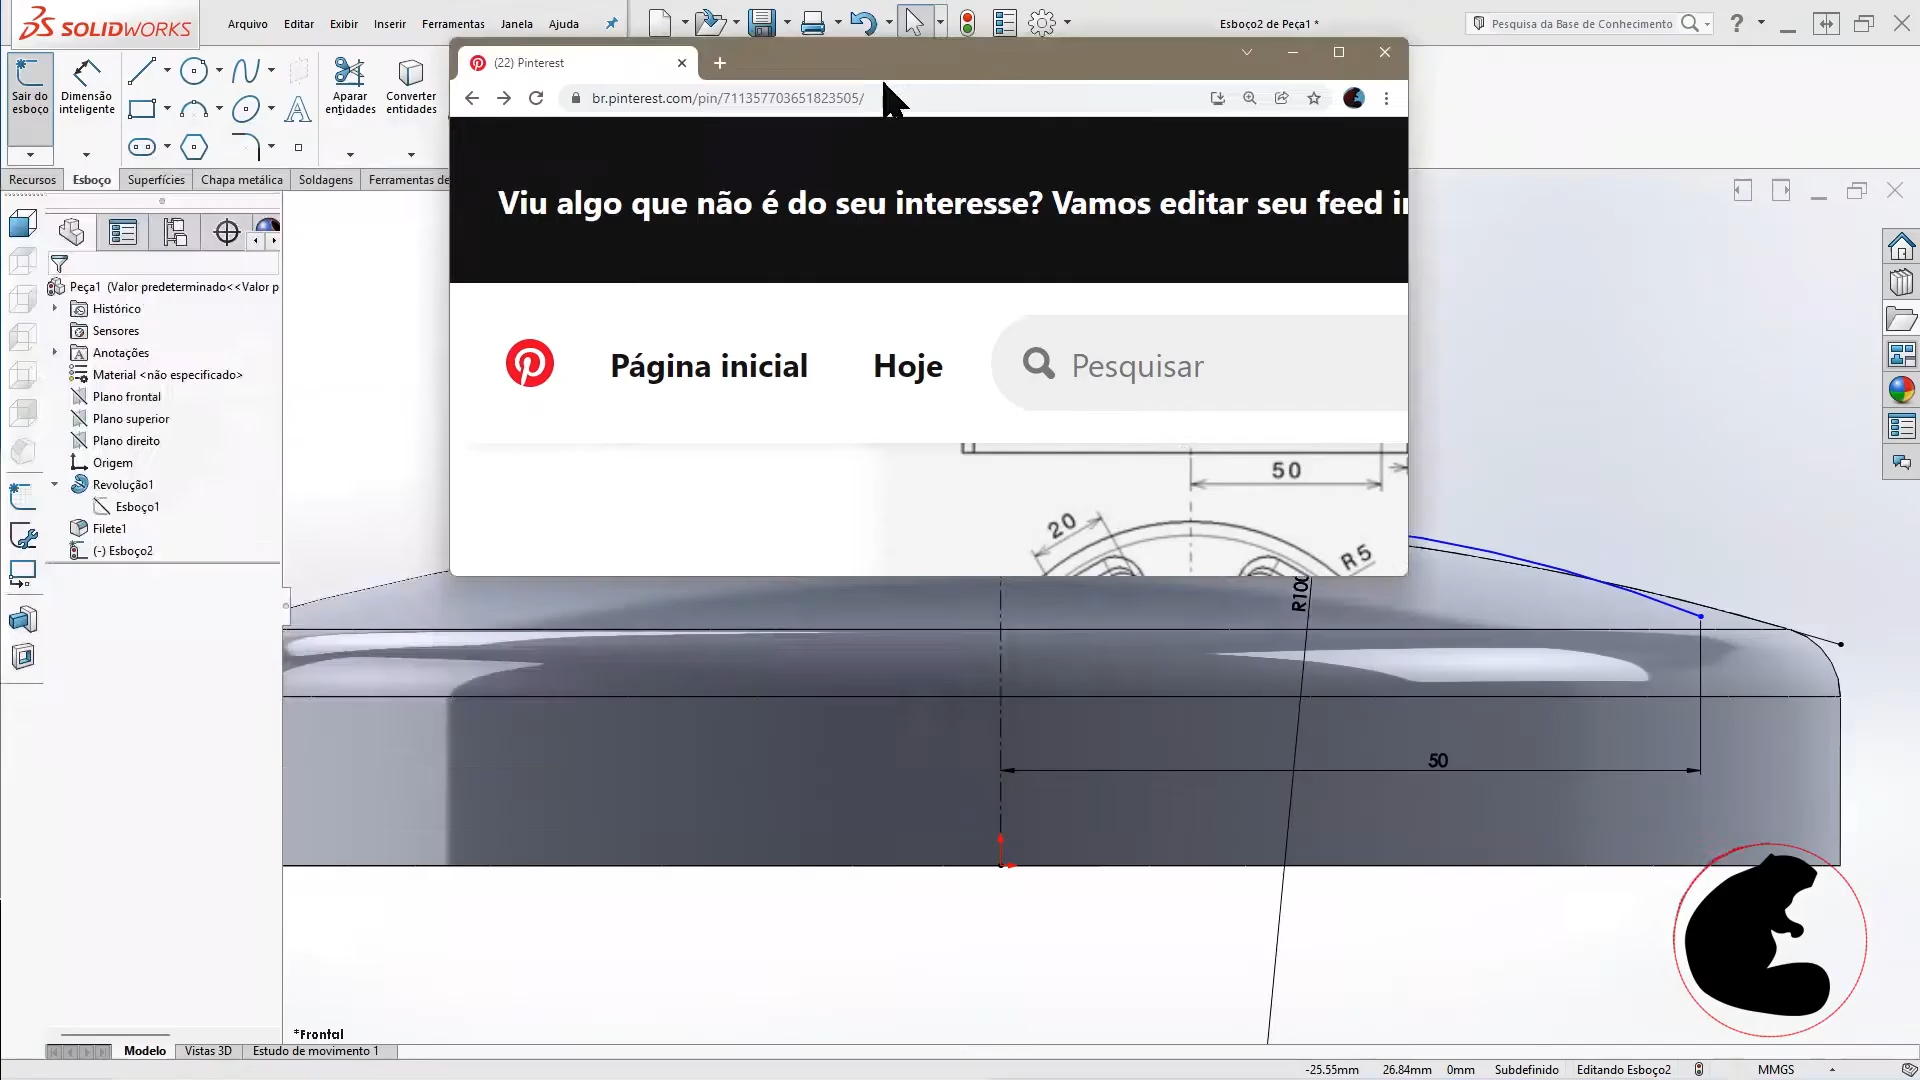 SOLIDWORKS
Arquivo Editar Exibir Inserir Ferramentas Janela Ajuda
Esboço2 de Peça1 *
Pesquisa da Base de Conhecimento
?
Sair do esboço
Dimensão inteligente
Aparar entidades
Converter entidades
Recursos Esboço Superfícies Chapa metálica Soldagens Ferramentas de
(22) Pinterest
br.pinterest.com/pin/711357703651823505/
Viu algo que não é do seu interesse? Vamos editar seu feed i
Página inicial Hoje Pesquisar
50
20
R5
Peça1 (Valor predeterminado<<Valor p
Histórico
Sensores
Anotações
Material <não especificado>
Plano frontal
Plano superior
Plano direito
Origem
Revolução1
Esboço1
Filete1
(-) Esboço2
R100
50
*Frontal
Modelo Vistas 3D Estudo de movimento 1
-25.55mm 26.84mm 0mm Subdefinido Editando Esboço2 MMGS